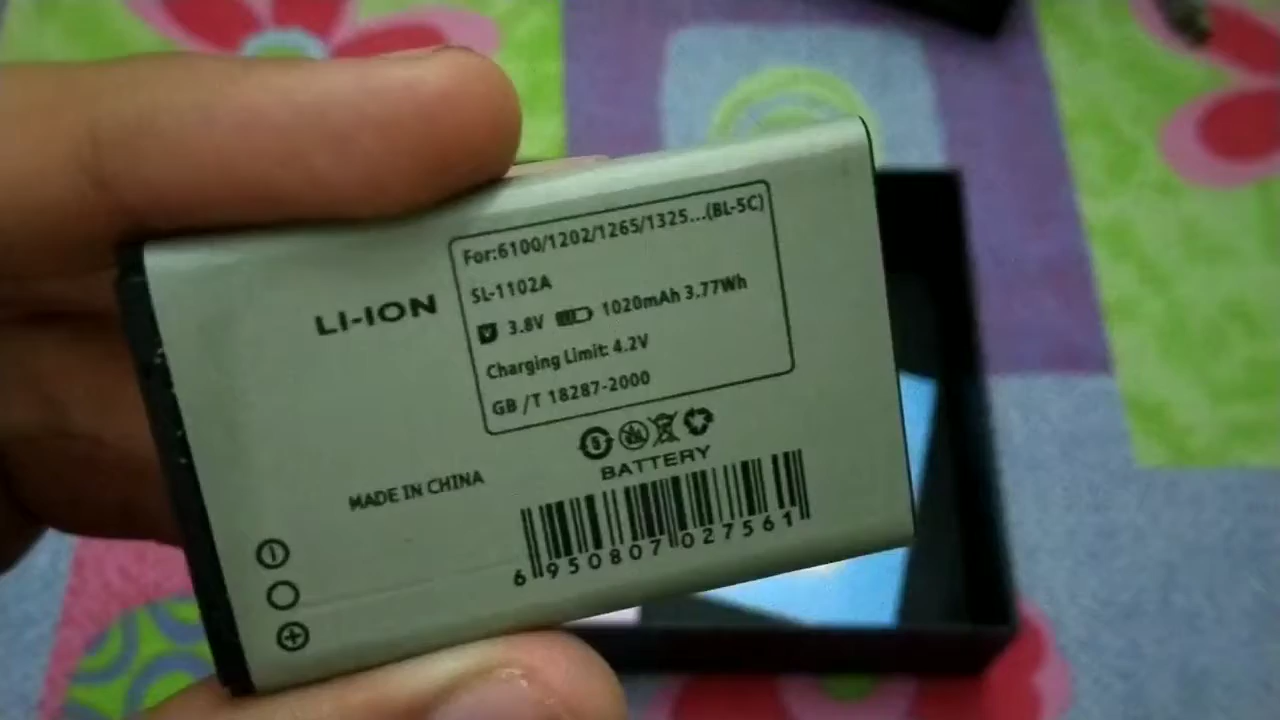 LI-ION
For:6100/1202/1265/1325...(BL-5C)
SL-1102A
3.8V 1020mAh 3.77Wh
Charging Limit: 4.2V
GB /T 18287-2000
BATTERY
MADE IN CHINA
6 950807 027561